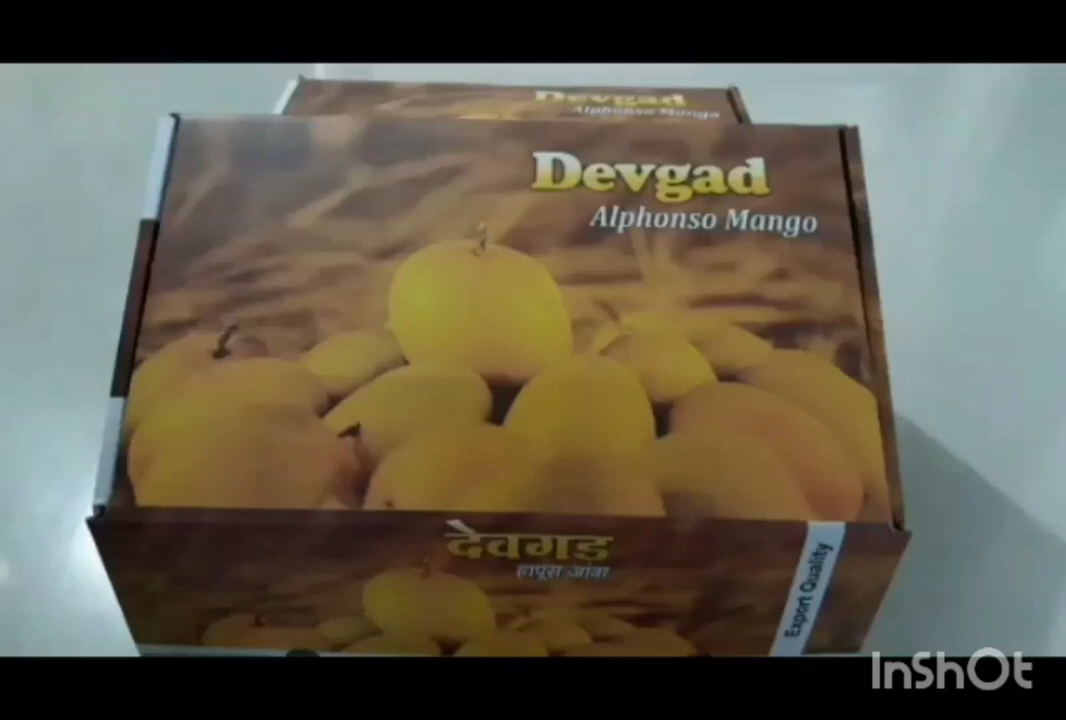 Devgad
Alphonso Mango
Devgad
Alphonso Mango
देवगड
हापूस आंबा
Export Quality
InShOt